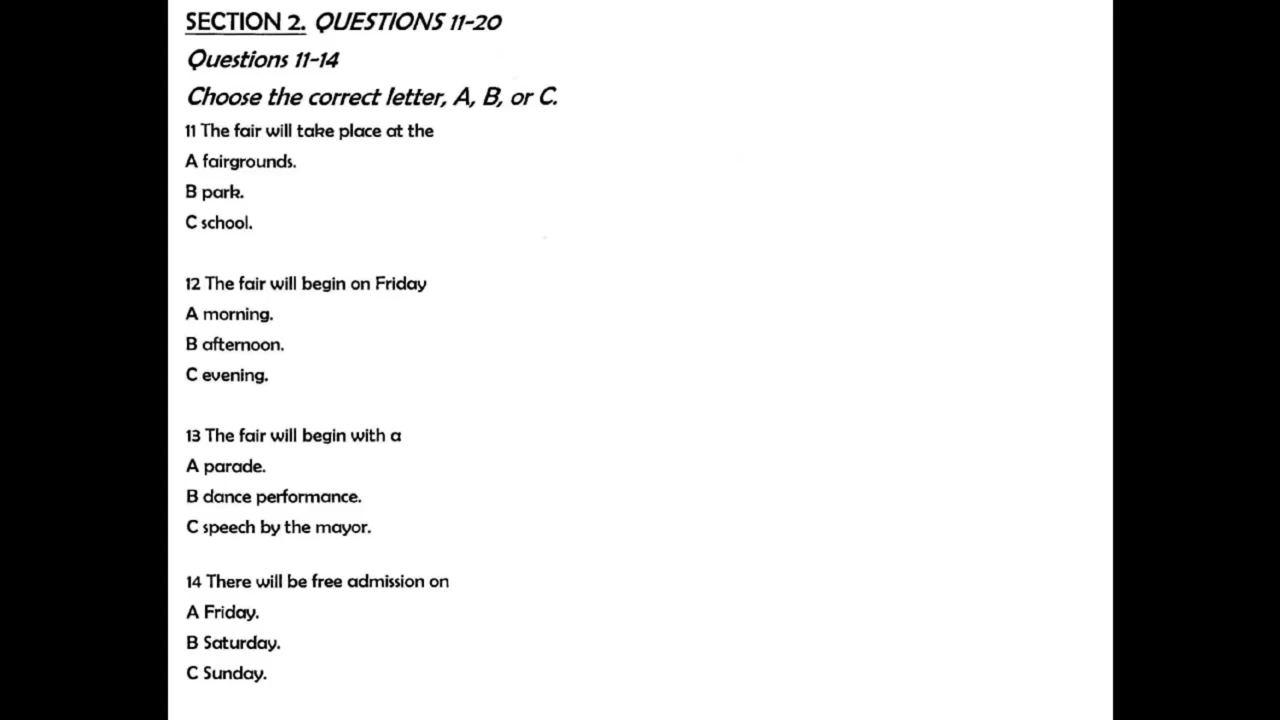 SECTION 2. QUESTIONS 11-20
Questions 11-14
Choose the correct letter, A, B, or C.
11 The fair will take place at the
A fairgrounds.
B park.
C school.
12 The fair will begin on Friday
A morning.
B afternoon.
C evening.
13 The fair will begin with a
A parade.
B dance performance.
C speech by the mayor.
14 There will be free admission on
A Friday.
B Saturday.
C Sunday.